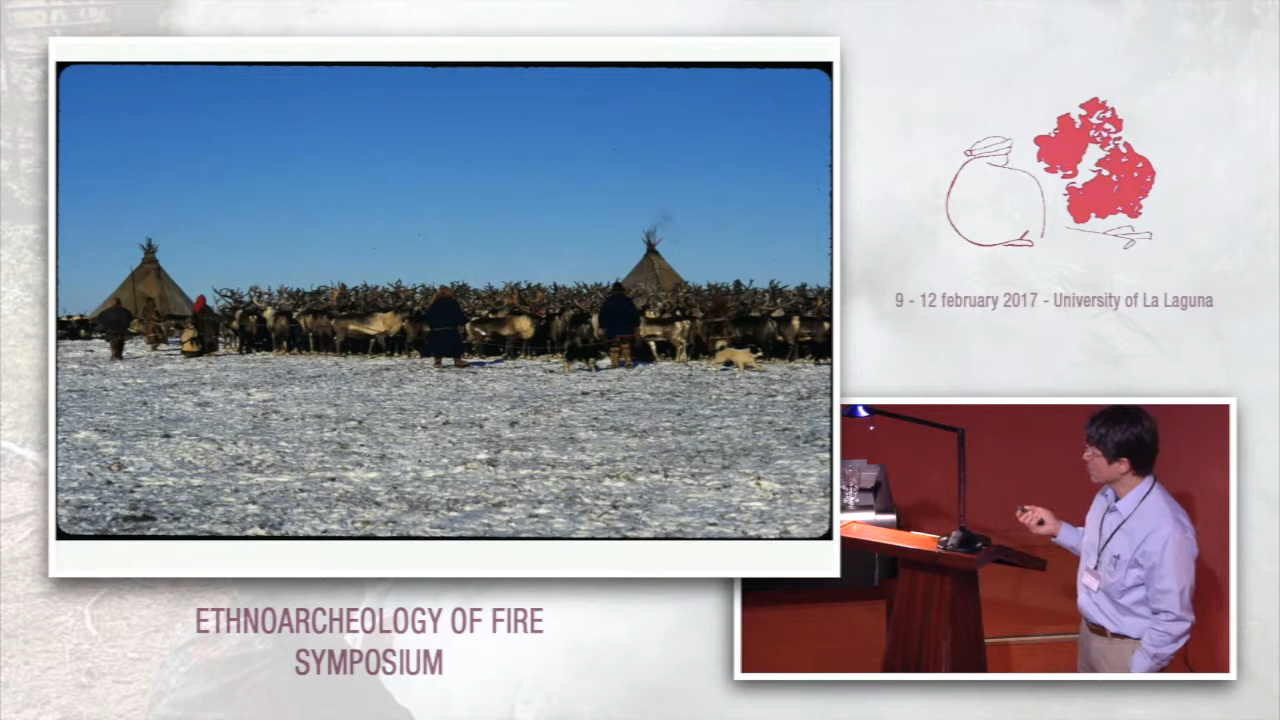 9 - 12 february 2017 - University of La Laguna
ETHNOARCHEOLOGY OF FIRE
SYMPOSIUM